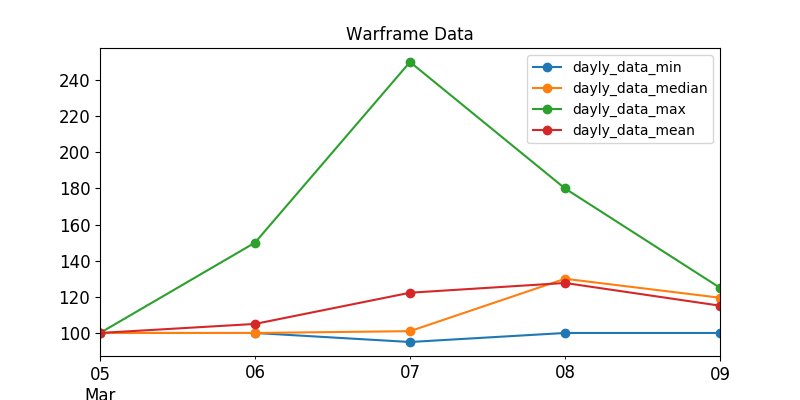 Warframe Data
dayly_data_min
dayly_data_median
dayly_data_max
dayly_data_mean
240
220
200
180
160
140
120
100
05 06 07 08 09
Mar